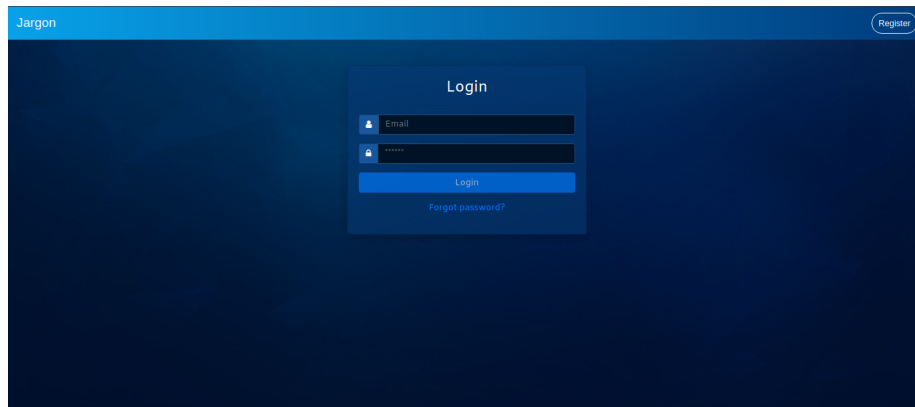 Jargon
Register
Login
Email
******
Login
Forgot password?